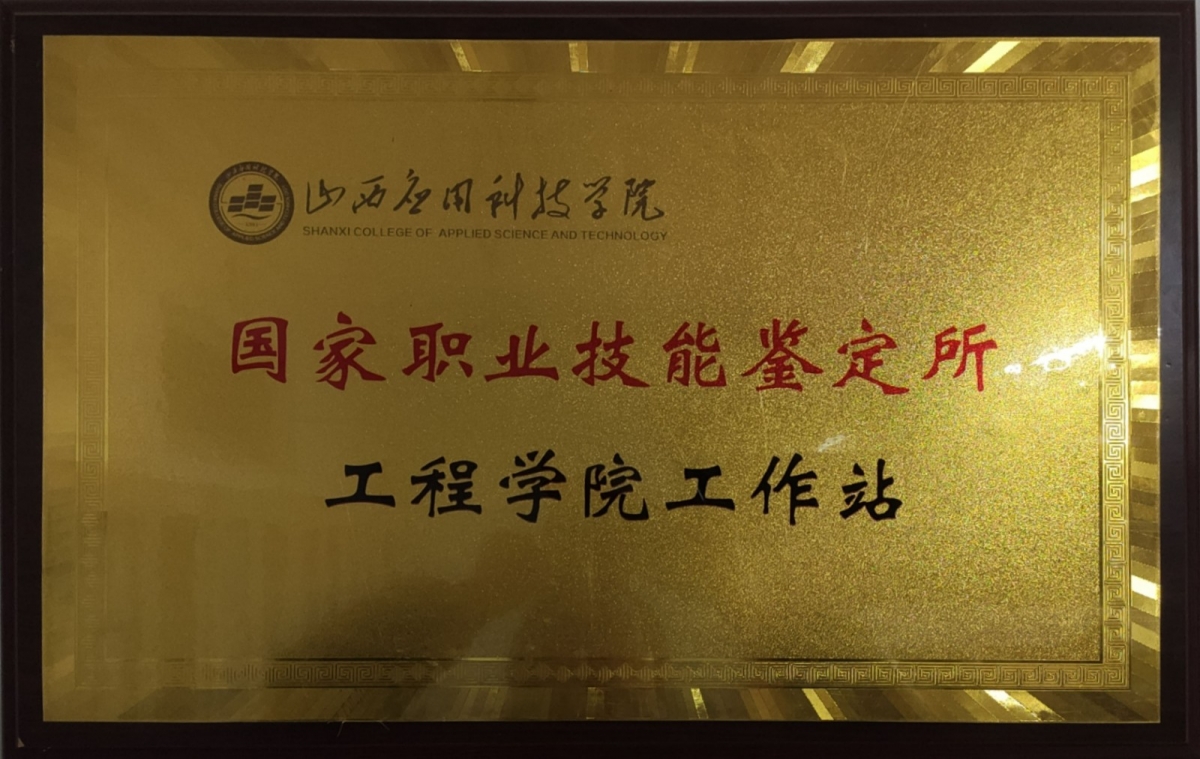 山西应用科技学院
SHANXI COLLEGE OF APPLIED SCIENCE AND TECHNOLOGY
国家职业技能鉴定所
工程学院工作站